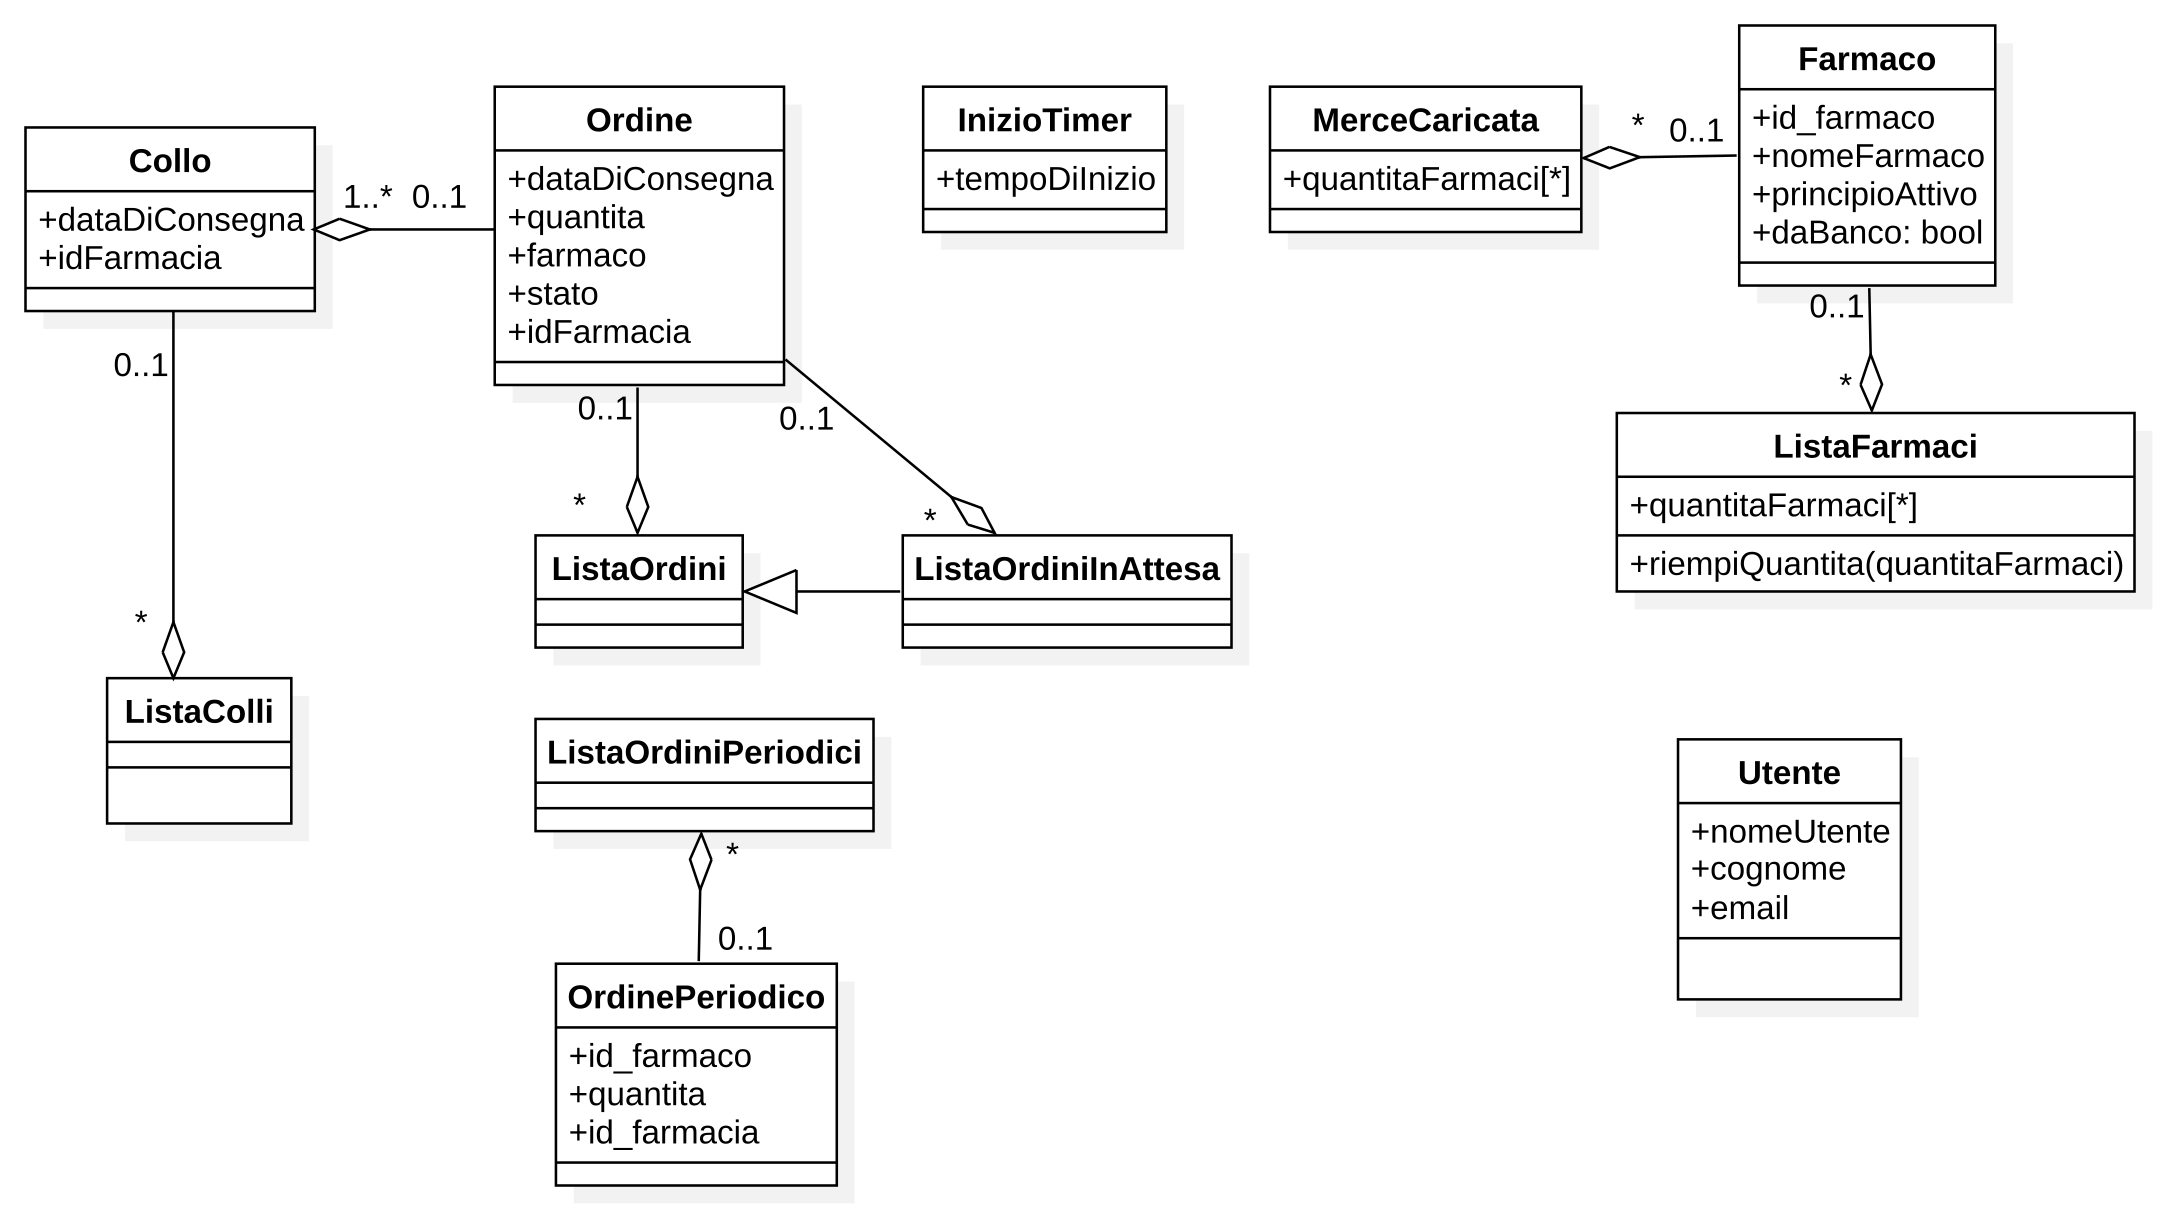 Collo
+dataDiConsegna
+idFarmacia
1..*
0..1
Ordine
+dataDiConsegna
+quantita
+farmaco
+stato
+idFarmacia
InizioTimer
+tempoDiInizio
MerceCaricata
+quantitaFarmaci[*]
*
0..1
Farmaco
+id_farmaco
+nomeFarmaco
+principioAttivo
+daBanco: bool
0..1
*
ListaFarmaci
+quantitaFarmaci[*]
+riempiQuantita(quantitaFarmaci)
0..1
*
ListaColli
0..1
*
ListaOrdini
0..1
*
ListaOrdiniInAttesa
ListaOrdiniPeriodici
*
0..1
OrdinePeriodico
+id_farmaco
+quantita
+id_farmacia
Utente
+nomeUtente
+cognome
+email